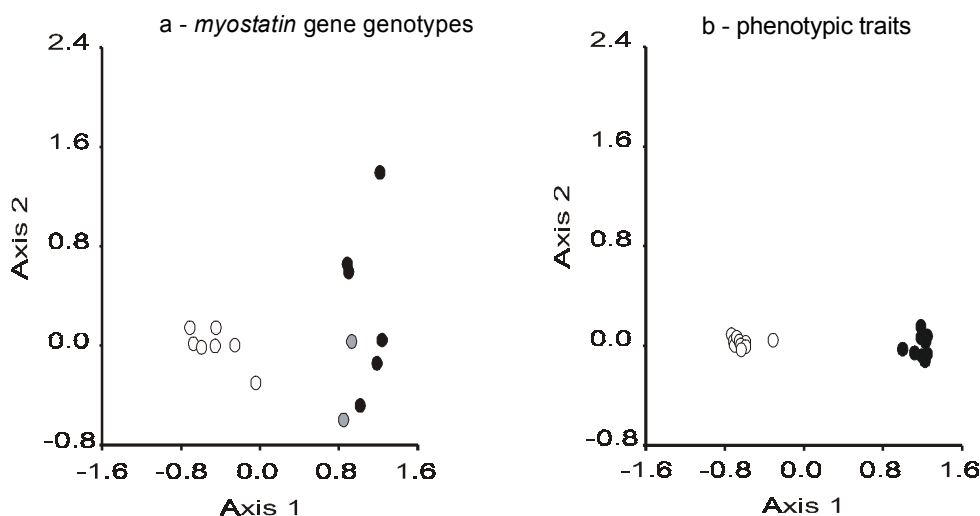 a - myostatin gene genotypes
2.4
1.6
0.8
0.0
-0.8
Axis 2
-1.6 -0.8 0.0 0.8 1.6
Axis 1
b - phenotypic traits
2.4
1.6
0.8
0.0
-0.8
Axis 2
-1.6 -0.8 0.0 0.8 1.6
Axis 1